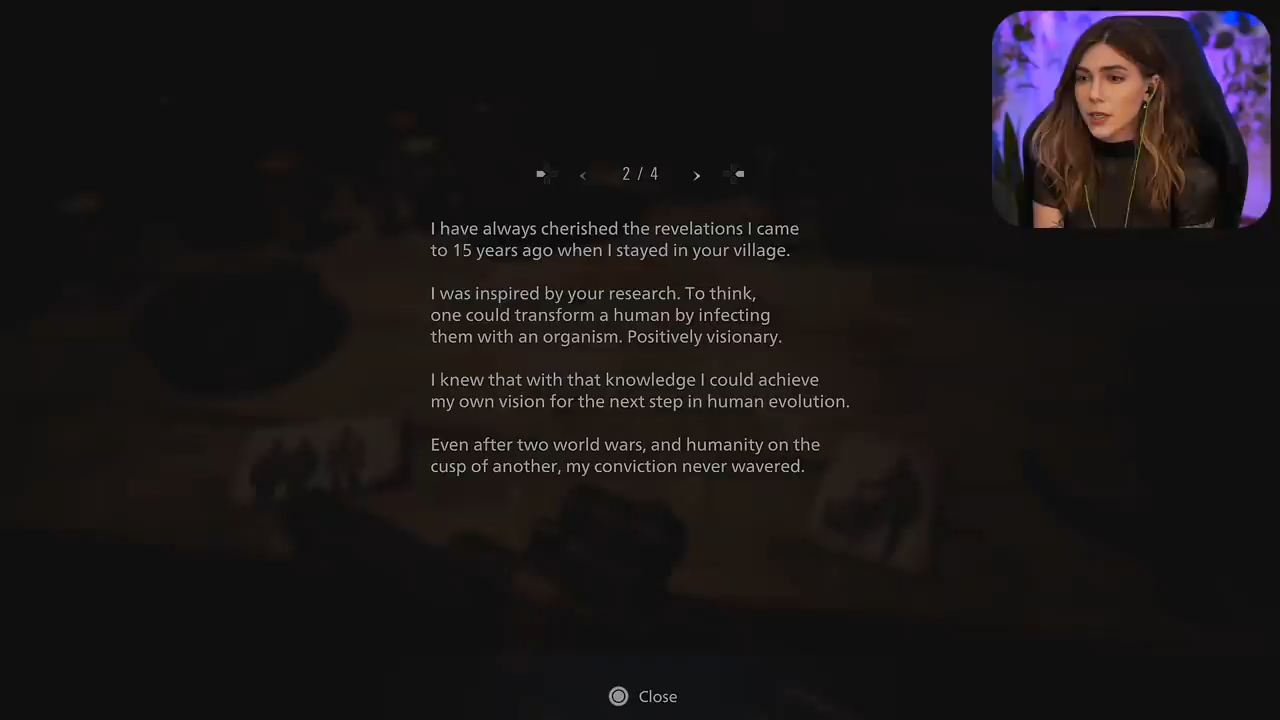 2 / 4
I have always cherished the revelations I came
to 15 years ago when I stayed in your village.
I was inspired by your research. To think,
one could transform a human by infecting
them with an organism. Positively visionary.
I knew that with that knowledge I could achieve
my own vision for the next step in human evolution.
Even after two world wars, and humanity on the
cusp of another, my conviction never wavered.
Close